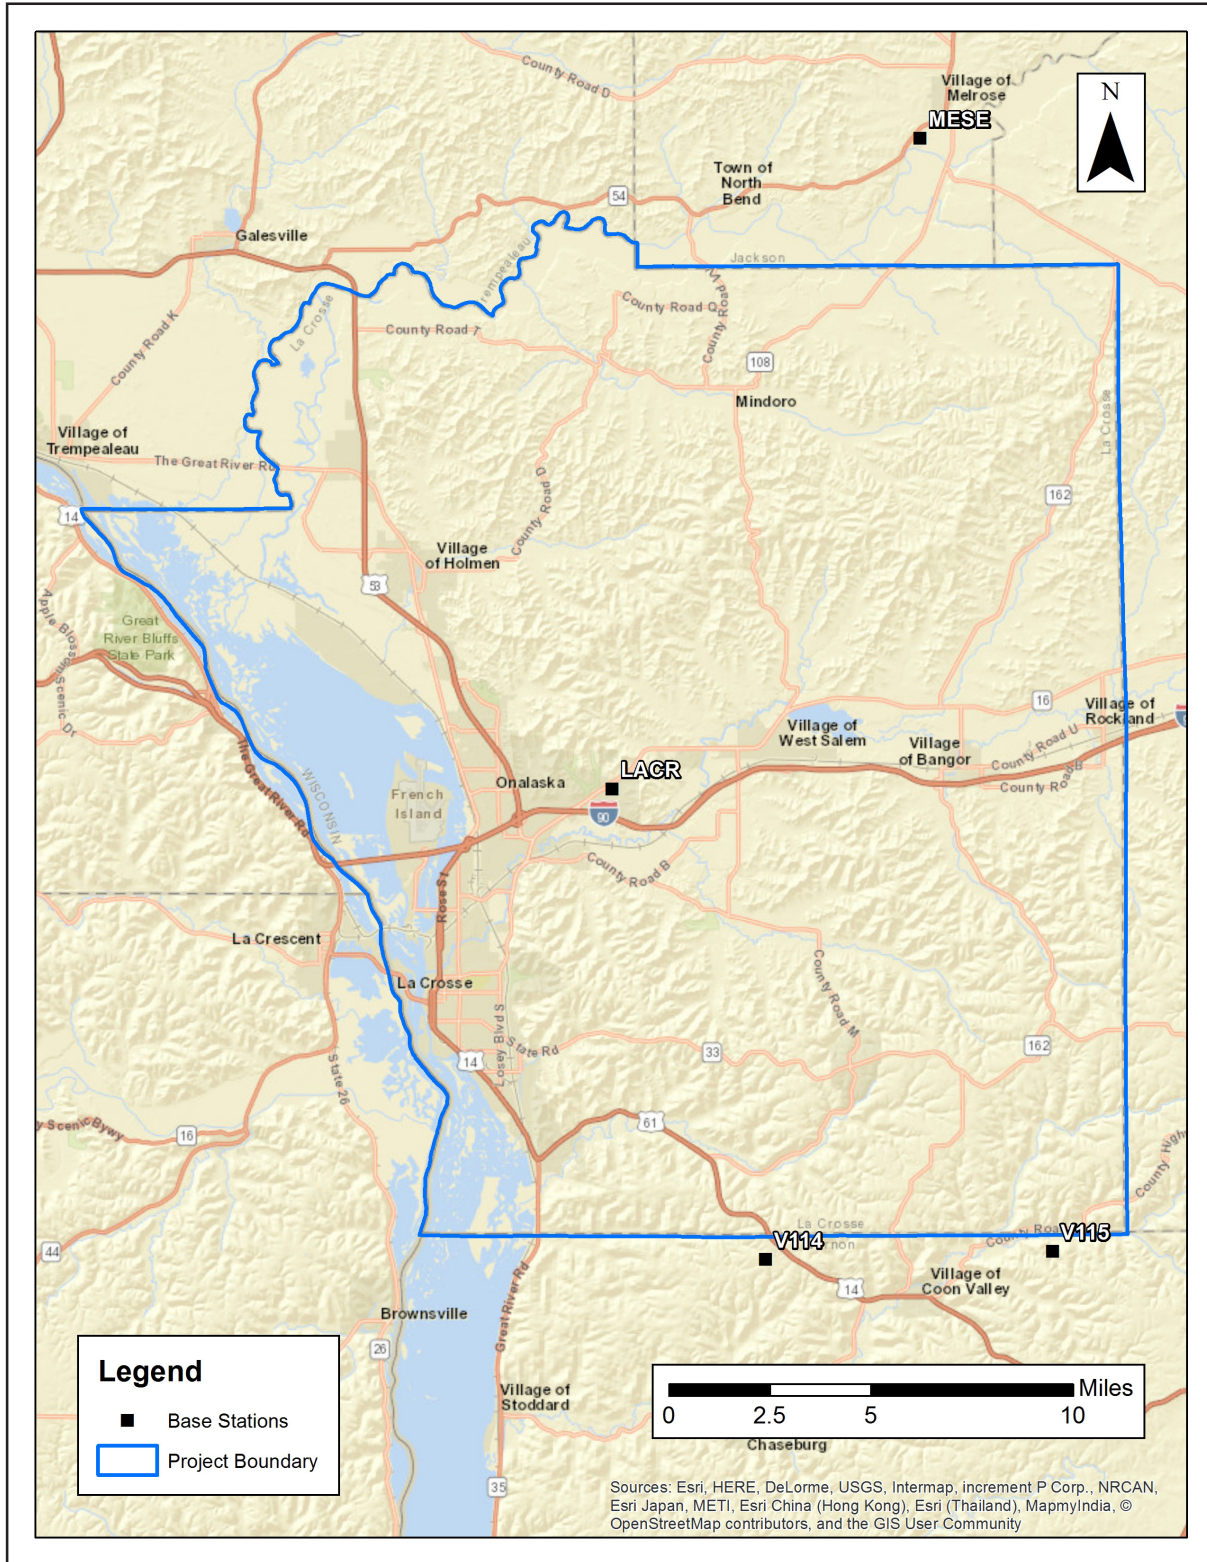 County Road D
Village of
Melrose
N
MESE
Town of
North
Bend
54
Galesville
Trempealeau
Jackson
La Crosse
County Road Q
County Road
County Road T
County Road K
108
Mindoro
La Crosse
Village of
Trempealeau
The Great River Rd
County Road D
162
14
Village
of Holmen
53
Apple Blossom Scenic Dr
Great
River Bluffs
State Park
16
Village of
Rockland
Village of
West Salem
Village
of Bangor
County Road U
County Road B
The Great River Rd
WISCONSIN
LACR
Onalaska
French
Island
90
County Road B
Rose St
La Crescent
County Road M
La Crosse
Losey Blvd S
State Rd
33
162
14
State 26
61
y Scenic Bywy
16
County High
La Crosse
Vernon
County Roa
V114
V115
44
Village of
Coon Valley
14
Great River Rd
Brownsville
26
Legend
Base Stations
Project Boundary
Village of
Stoddard
35
Miles
0 2.5 5 10
Chaseburg
Sources: Esri, HERE, DeLorme, USGS, Intermap, increment P Corp., NRCAN,
Esri Japan, METI, Esri China (Hong Kong), Esri (Thailand), MapmyIndia, ©
OpenStreetMap contributors, and the GIS User Community